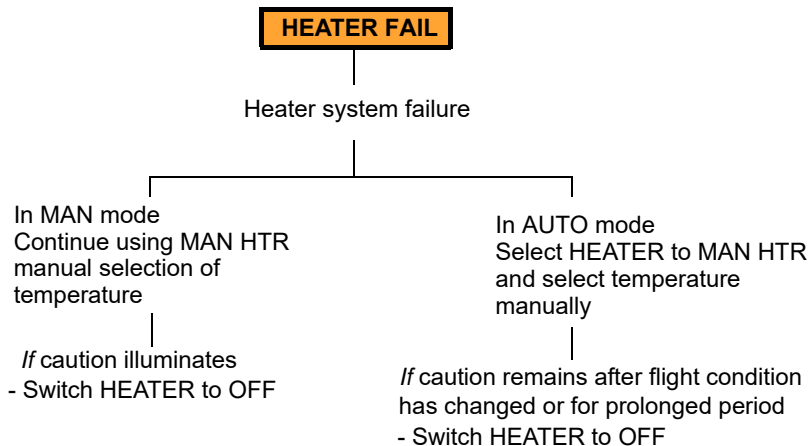 HEATER FAIL
Heater system failure
In MAN mode
Continue using MAN HTR
manual selection of
temperature
If caution illuminates
- Switch HEATER to OFF
In AUTO mode
Select HEATER to MAN HTR
and select temperature
manually
If caution remains after flight condition
has changed or for prolonged period
- Switch HEATER to OFF